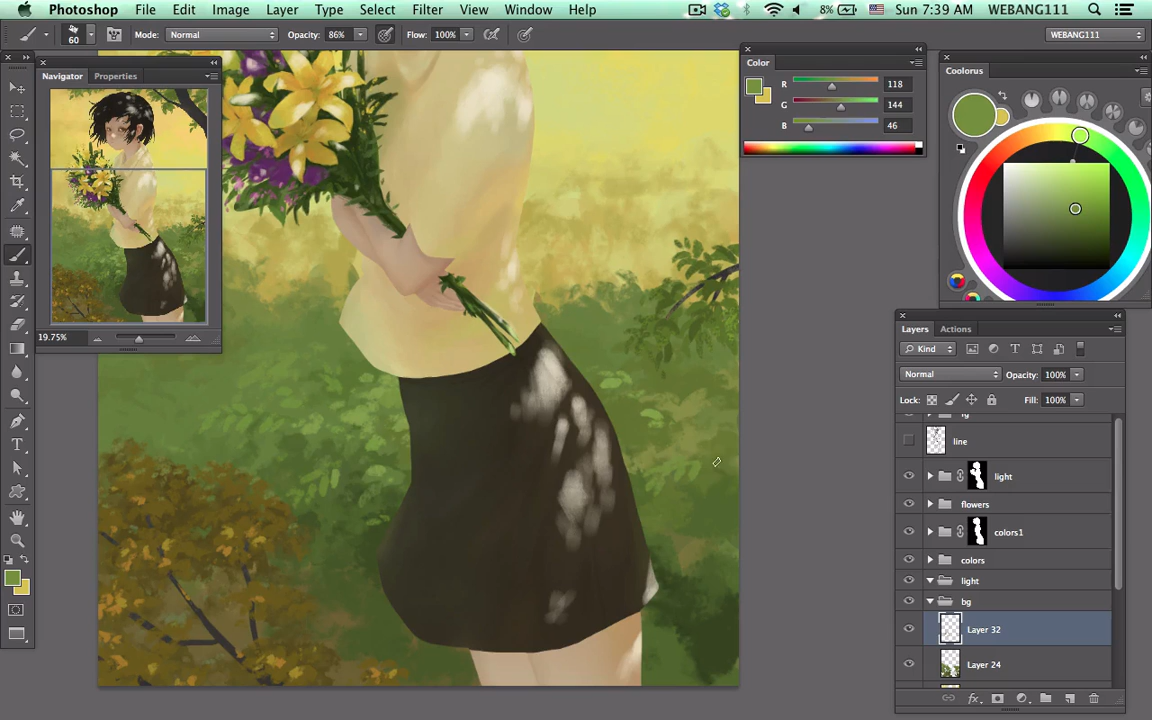 Photoshop File Edit Image Layer Type Select Filter View Window Help 8% Sun 7:39 AM WEBANG111
60 Mode: Normal Opacity: 86% Flow: 100% WEBANG111
Navigator Properties
19.75%
Color
R 118
G 144
B 46
Coolorus
Layers Actions
Kind
Normal Opacity: 100%
Lock: Fill: 100%
line
light
flowers
colors1
colors
light
bg
Layer 32
Layer 24